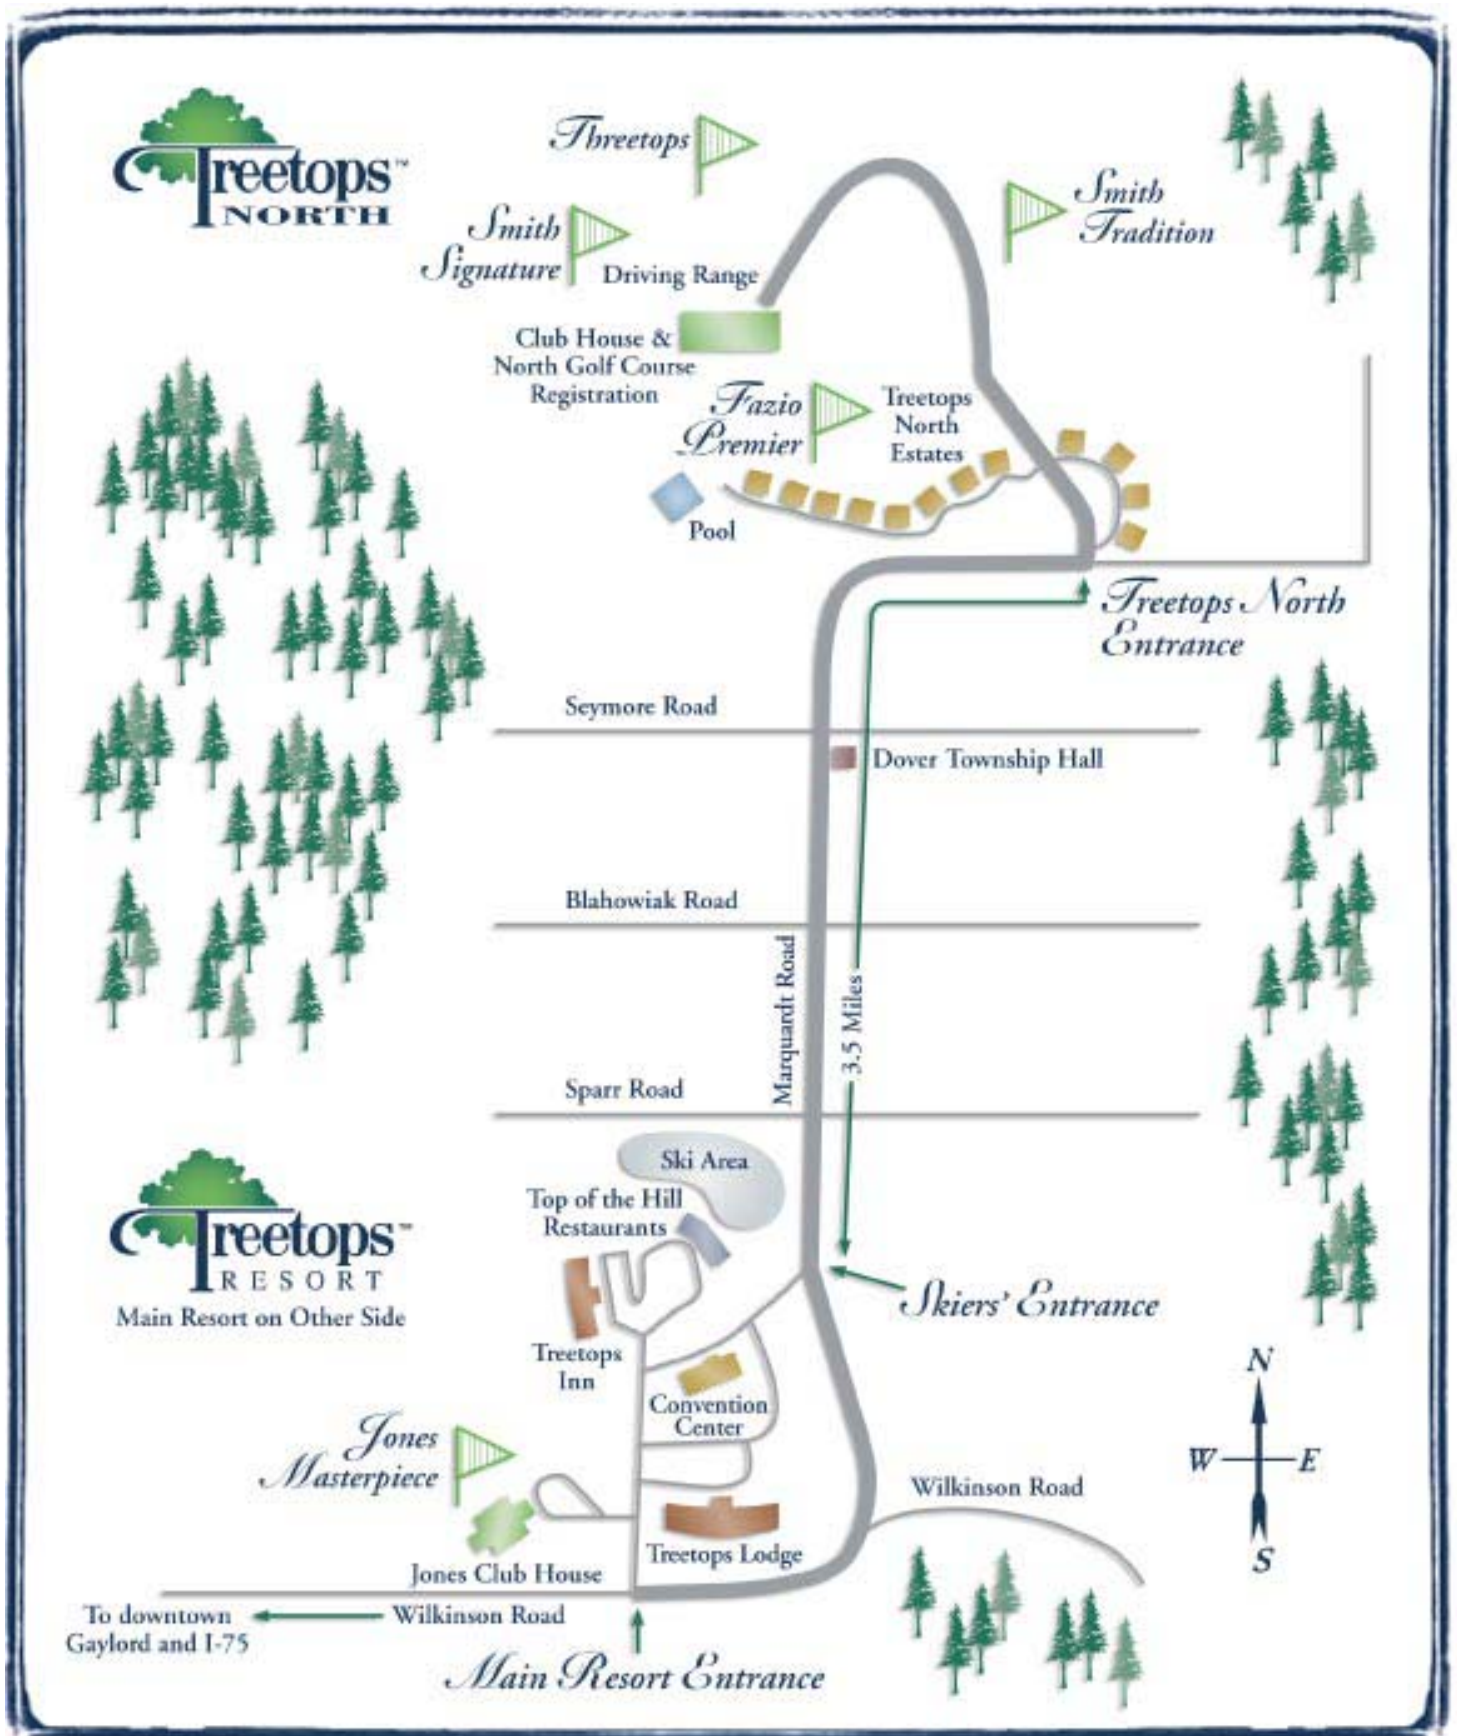 Treetops™
NORTH
Threetops
Smith
Signature
Smith
Tradition
Driving Range
Club House &
North Golf Course
Registration
Fazio
Premier
Treetops
North
Estates
Pool
Treetops North
Entrance
Seymore Road
Dover Township Hall
Blahowiak Road
Marquardt Road
3.5 Miles
Sparr Road
Ski Area
Top of the Hill
Restaurants
Treetops™
RESORT
Main Resort on Other Side
Skiers' Entrance
Treetops
Inn
Convention
Center
Jones
Masterpiece
N
W
E
S
Wilkinson Road
Treetops Lodge
Jones Club House
To downtown
Gaylord and I-75
Wilkinson Road
Main Resort Entrance